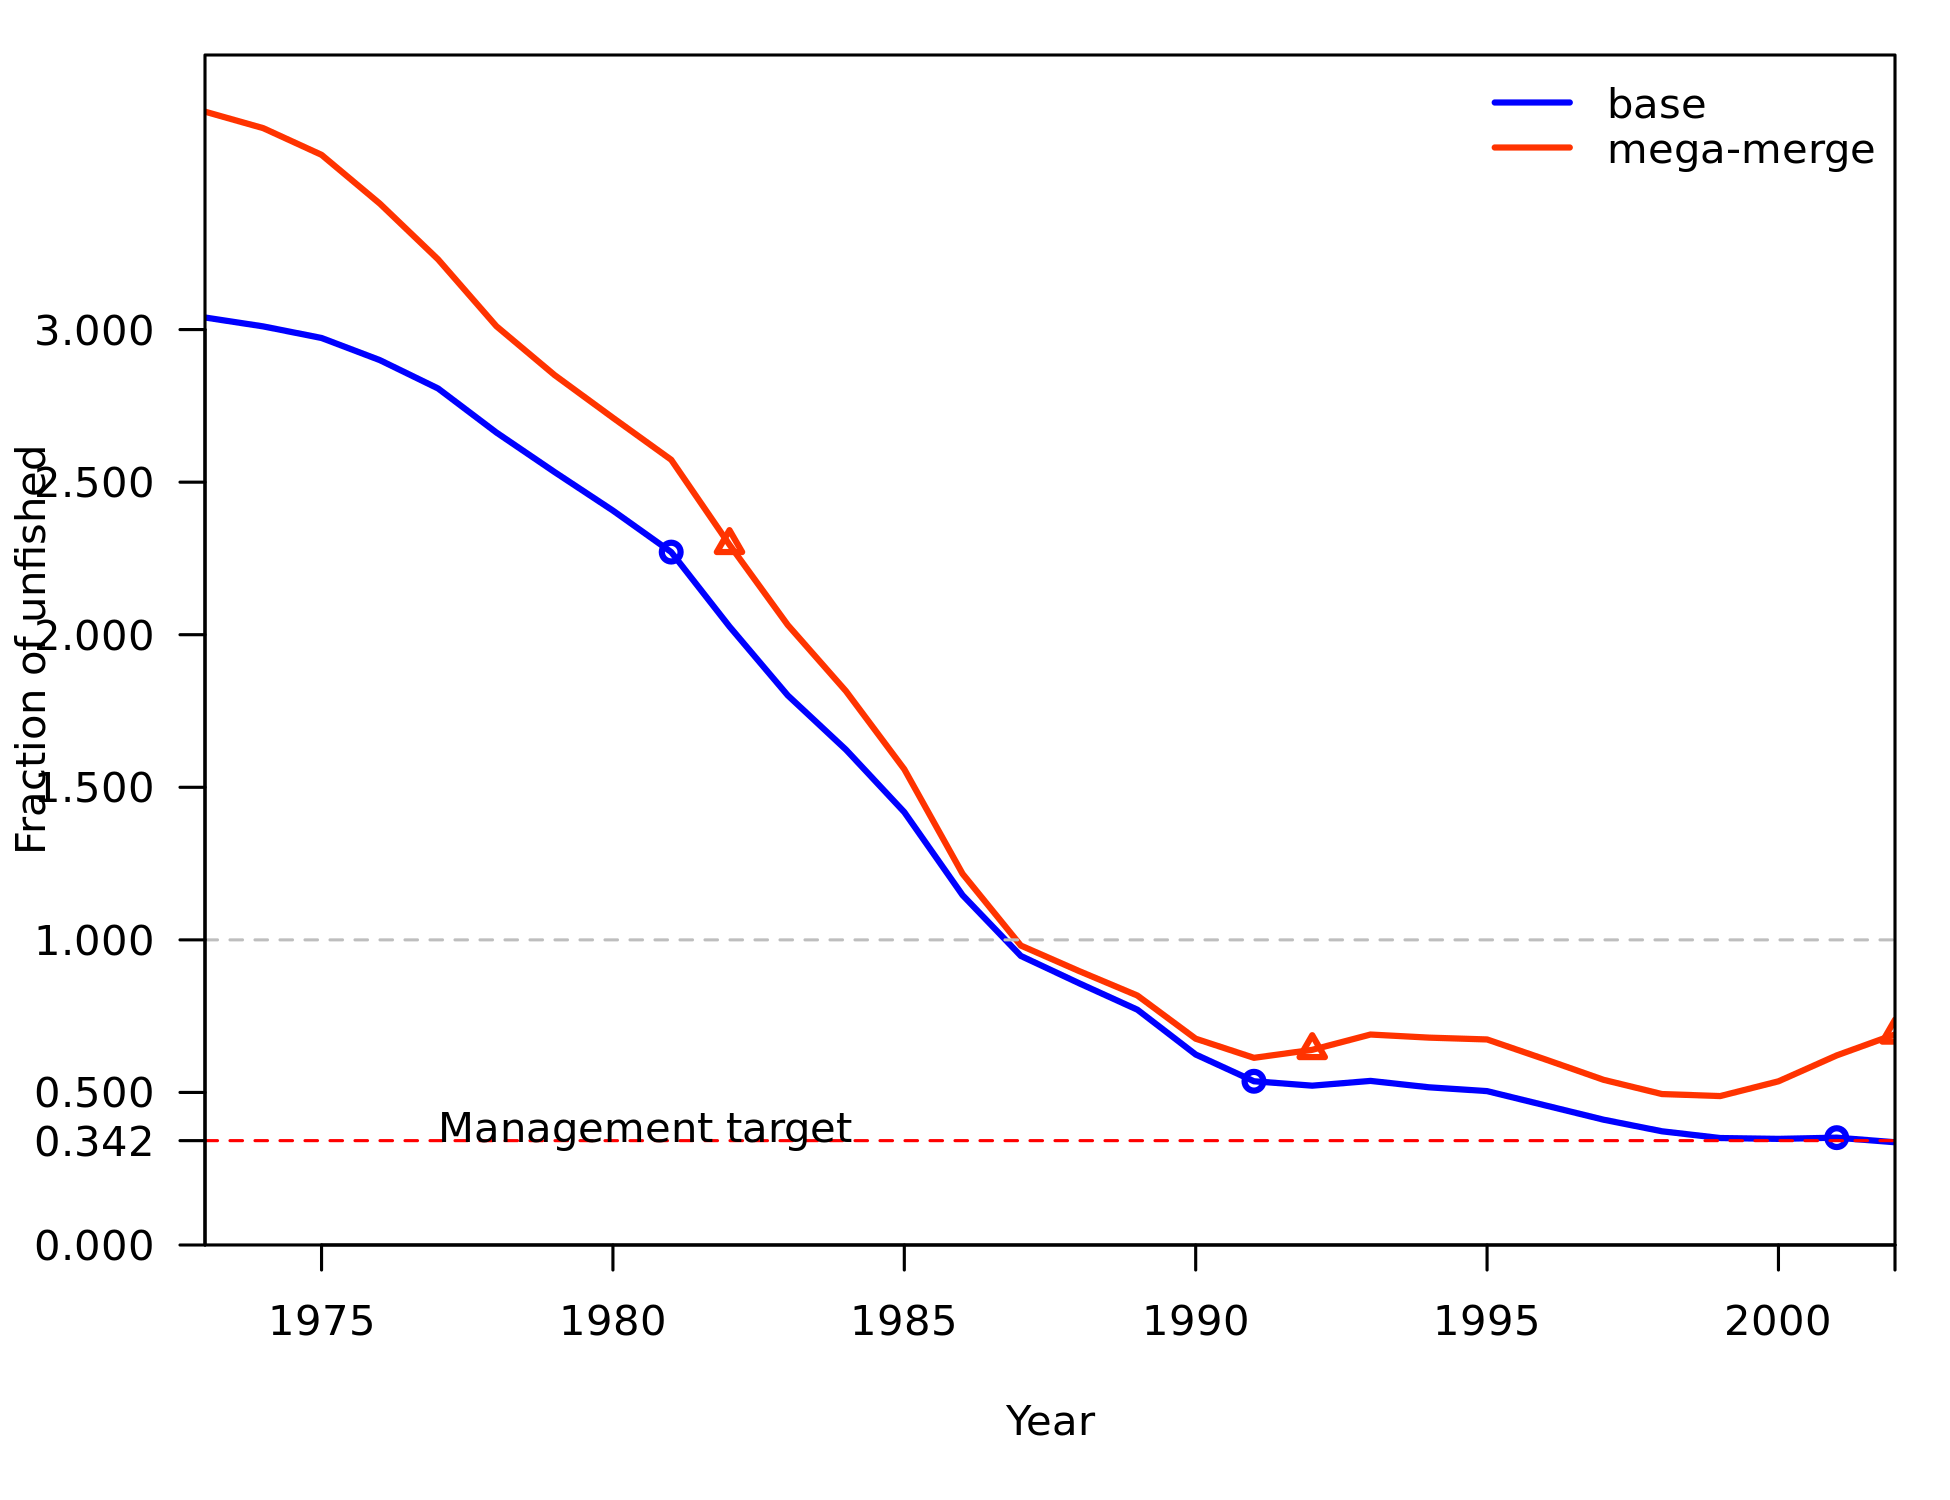 base
mega-merge
Fraction of unfished
3.000
2.500
2.000
1.500
1.000
0.500
0.342
0.000
Management target
1975 1980 1985 1990 1995 2000
Year